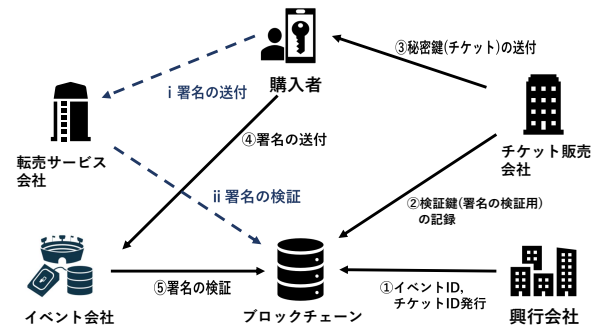 ③秘密鍵(チケット)の送付
購入者
ⅰ 署名の送付
④署名の送付
転売サービス
会社
チケット販売
会社
ⅱ 署名の検証
②検証鍵(署名の検証用)
の記録
⑤署名の検証
①イベントID,
チケットID発行
イベント会社
ブロックチェーン
興行会社